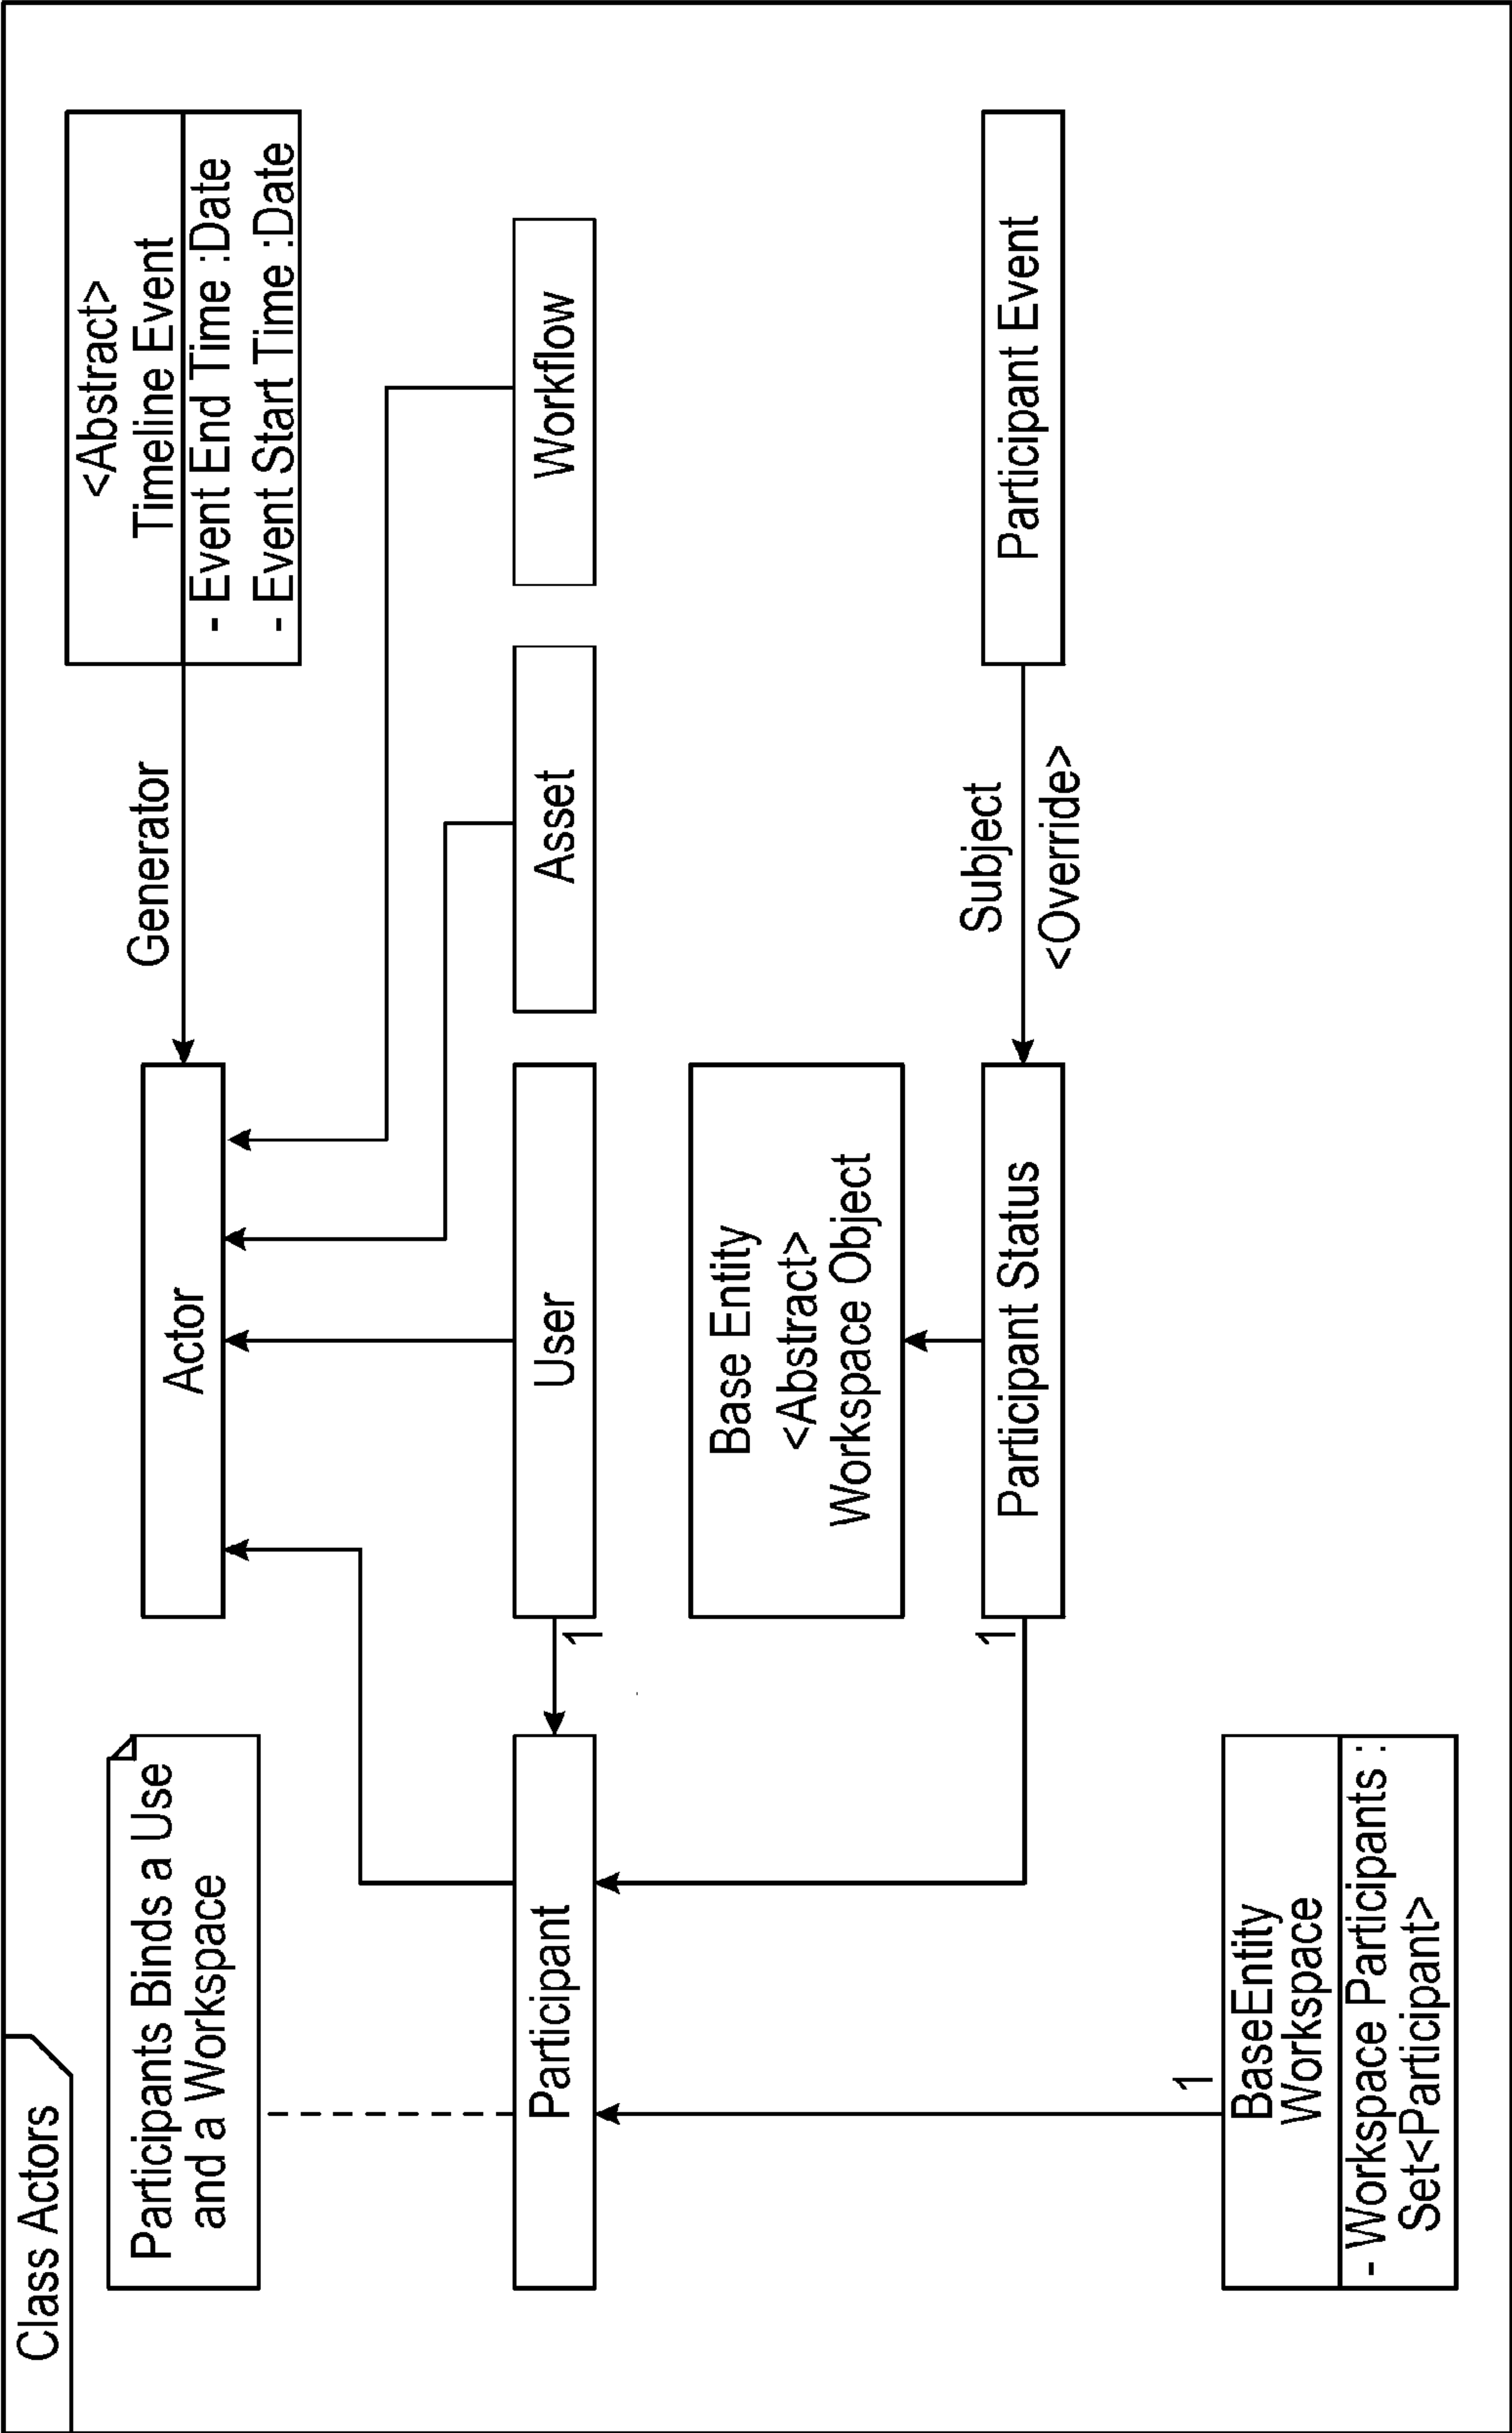 Class Actors
Participants Binds a Use
and a Workspace
Actor
Generator
<Abstract>
Timeline Event
- Event End Time :Date
- Event Start Time :Date
Participant
1
User
Asset
Workflow
Base Entity
<Abstract>
Workspace Object
1
Participant Status
Subject
<Override>
Participant Event
1
BaseEntity
Workspace
- Workspace Participants :
Set<Participant>